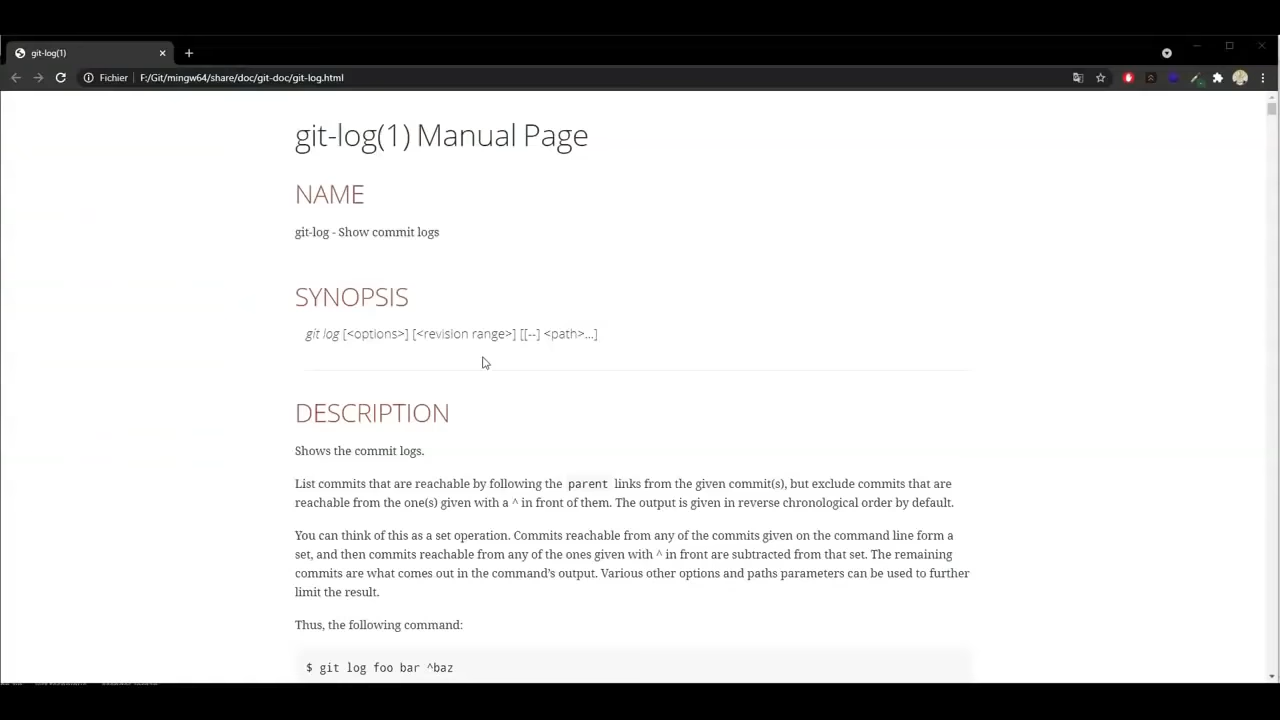 git-log(1)
Fichier F:/Git/mingw64/share/doc/git-doc/git-log.html
git-log(1) Manual Page
NAME
git-log - Show commit logs
SYNOPSIS
git log [<options>] [<revision range>] [[--] <path>...]
DESCRIPTION
Shows the commit logs.
List commits that are reachable by following the parent links from the given commit(s), but exclude commits that are
reachable from the one(s) given with a ^ in front of them. The output is given in reverse chronological order by default.
You can think of this as a set operation. Commits reachable from any of the commits given on the command line form a
set, and then commits reachable from any of the ones given with ^ in front are subtracted from that set. The remaining
commits are what comes out in the command's output. Various other options and paths parameters can be used to further
limit the result.
Thus, the following command:
$ git log foo bar ^baz